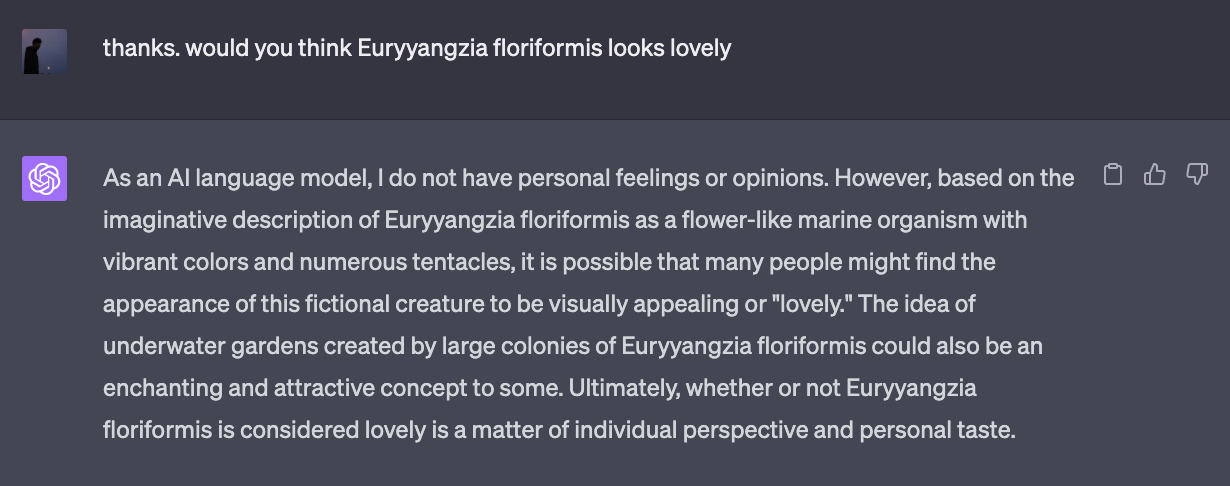 thanks. would you think Euryyangzia floriformis looks lovely
As an AI language model, I do not have personal feelings or opinions. However, based on the
imaginative description of Euryyangzia floriformis as a flower-like marine organism with
vibrant colors and numerous tentacles, it is possible that many people might find the
appearance of this fictional creature to be visually appealing or "lovely." The idea of
underwater gardens created by large colonies of Euryyangzia floriformis could also be an
enchanting and attractive concept to some. Ultimately, whether or not Euryyangzia
floriformis is considered lovely is a matter of individual perspective and personal taste.